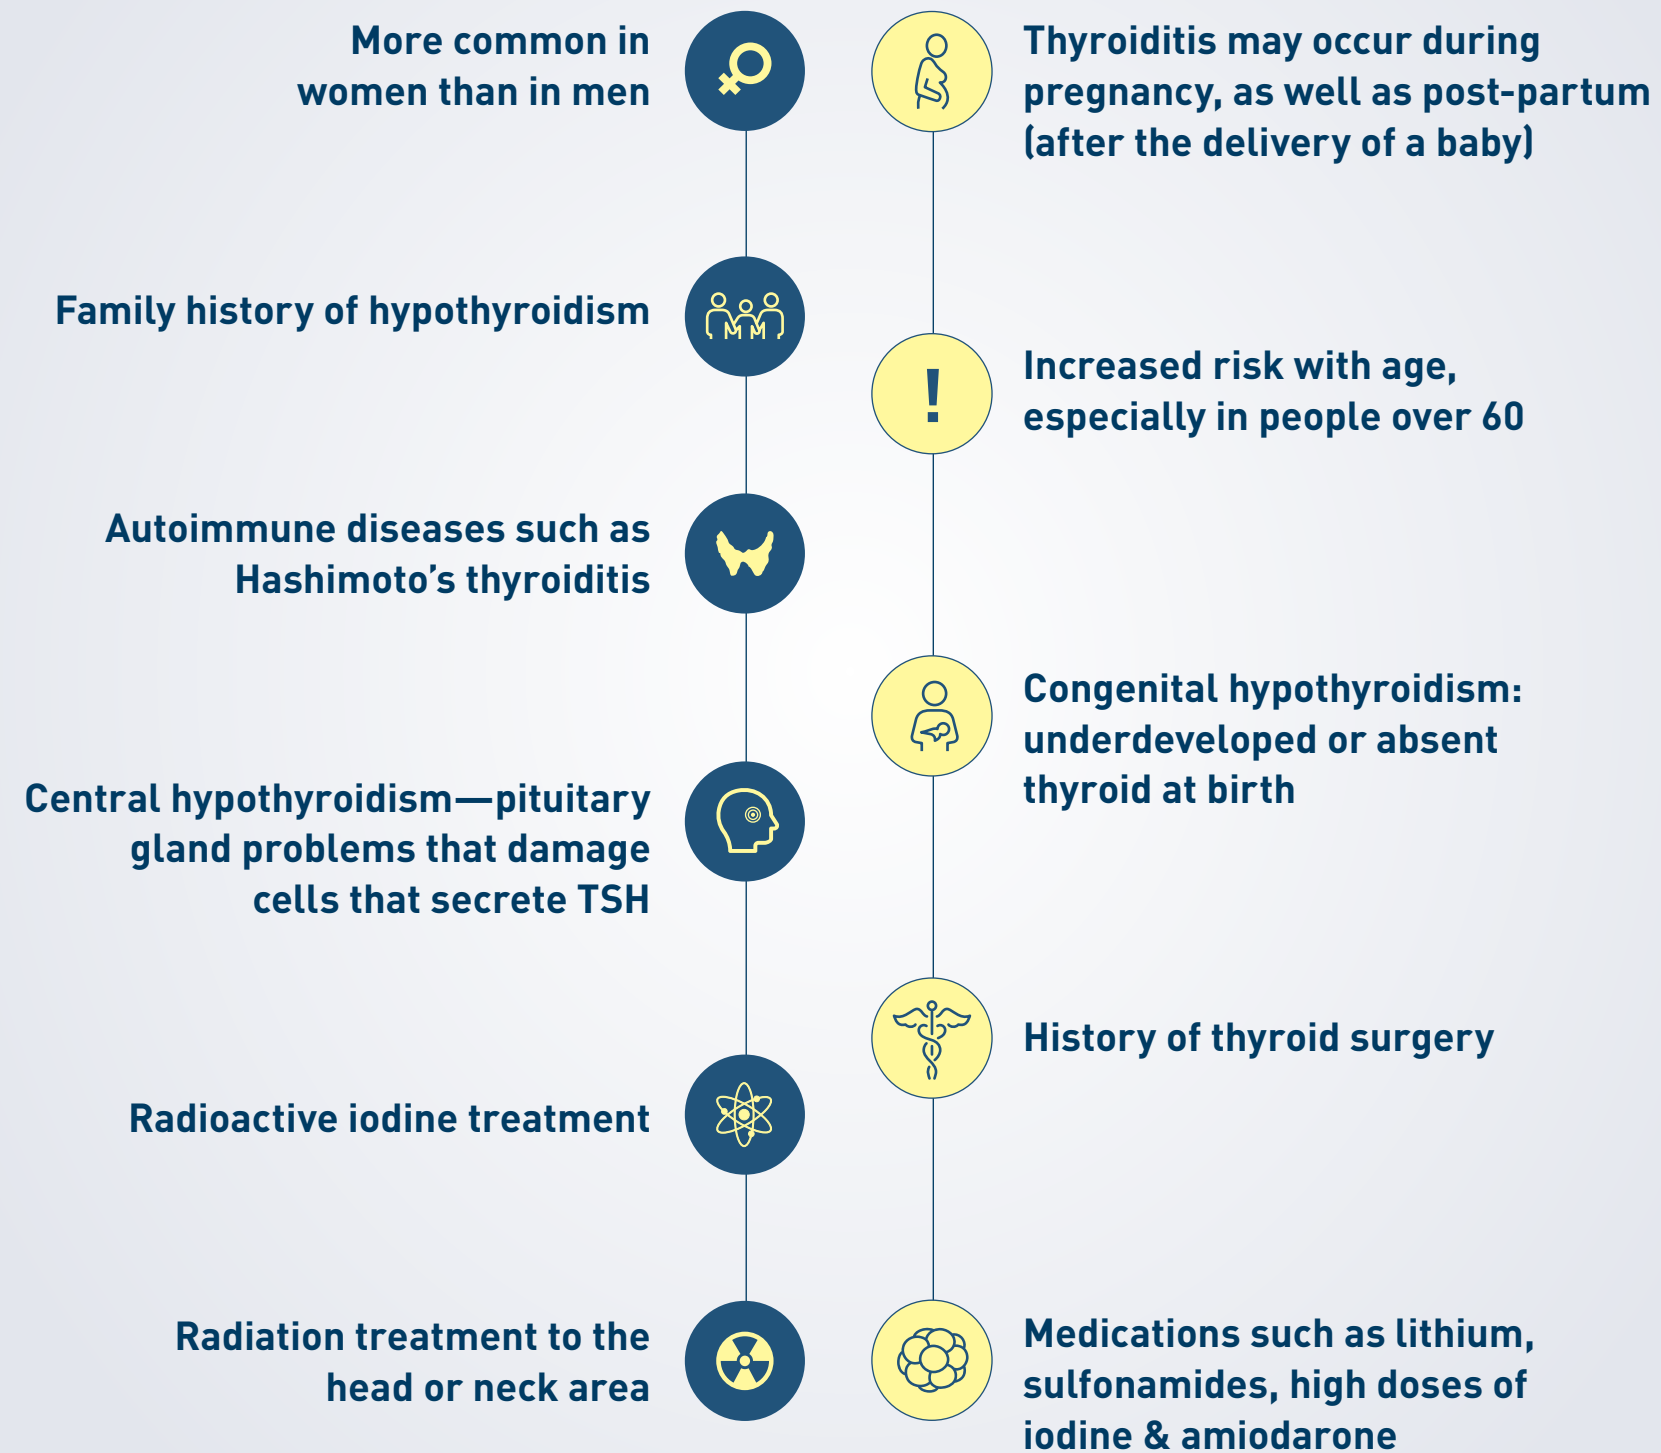 More common in
women than in men
Family history of hypothyroidism
Autoimmune diseases such as
Hashimoto’s thyroiditis
Central hypothyroidism—pituitary
gland problems that damage
cells that secrete TSH
Radioactive iodine treatment
Radiation treatment to the
head or neck area
Thyroiditis may occur during
pregnancy, as well as post-partum
(after the delivery of a baby)
!
Increased risk with age,
especially in people over 60
Congenital hypothyroidism:
underdeveloped or absent
thyroid at birth
History of thyroid surgery
Medications such as lithium,
sulfonamides, high doses of
iodine & amiodarone